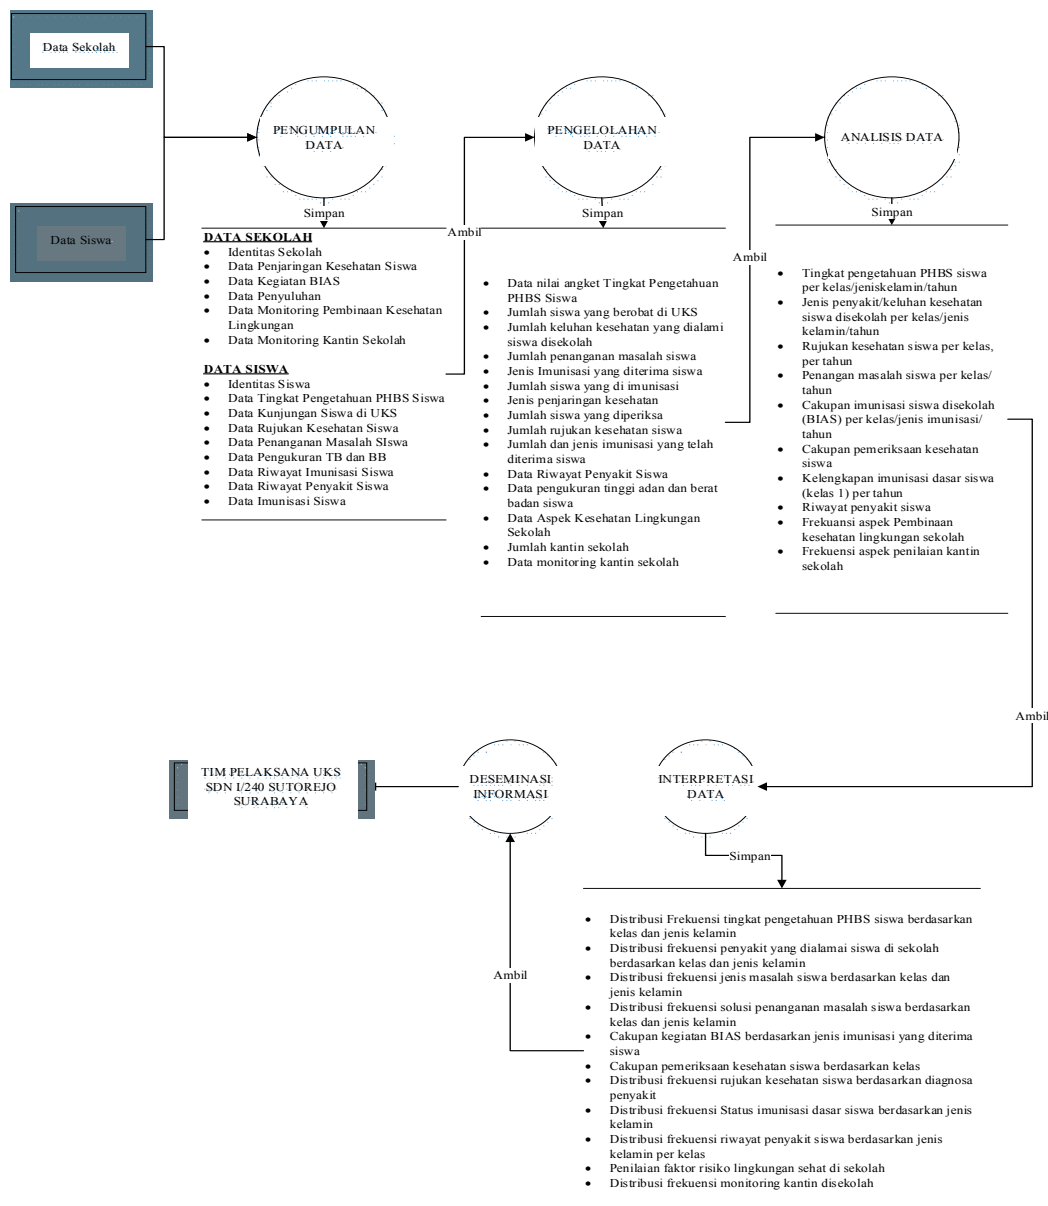 Data Sekolah
Data Siswa
PENGUMPULAN
DATA
Simpan
DATA SEKOLAH
• Identitas Sekolah
• Data Penjaringan Kesehatan Siswa
• Data Kegiatan BIAS
• Data Penyuluhan
• Data Monitoring Pembinaan Kesehatan
Lingkungan
• Data Monitoring Kantin Sekolah
DATA SISWA
• Identitas Siswa
• Data Tingkat Pengetahuan PHBS Siswa
• Data Kunjungan Siswa di UKS
• Data Rujukan Kesehatan Siswa
• Data Penanganan Masalah SIswa
• Data Pengukuran TB dan BB
• Data Riwayat Imunisasi Siswa
• Data Riwayat Penyakit Siswa
• Data Imunisasi Siswa
Ambil
PENGELOLAHAN
DATA
Simpan
• Data nilai angket Tingkat Pengetahuan
PHBS Siswa
• Jumlah siswa yang berobat di UKS
• Jumlah keluhan kesehatan yang dialami
siswa disekolah
• Jumlah penanganan masalah siswa
• Jenis Imunisasi yang diterima siswa
• Jumlah siswa yang di imunisasi
• Jenis penjaringan kesehatan
• Jumlah siswa yang diperiksa
• Jumlah rujukan kesehatan siswa
• Jumlah dan jenis imunisasi yang telah
diterima siswa
• Data Riwayat Penyakit Siswa
• Data pengukuran tinggi adan dan berat
badan siswa
• Data Aspek Kesehatan Lingkungan
Sekolah
• Jumlah kantin sekolah
• Data monitoring kantin sekolah
Ambil
ANALISIS DATA
Simpan
• Tingkat pengetahuan PHBS siswa
per kelas/jeniskelamin/tahun
• Jenis penyakit/keluhan kesehatan
siswa disekolah per kelas/jenis
kelamin/tahun
• Rujukan kesehatan siswa per kelas,
per tahun
• Penangan masalah siswa per kelas/
tahun
• Cakupan imunisasi siswa disekolah
(BIAS) per kelas/jenis imunisasi/
tahun
• Cakupan pemeriksaan kesehatan
siswa
• Kelengkapan imunisasi dasar siswa
(kelas 1) per tahun
• Riwayat penyakit siswa
• Frekuansi aspek Pembinaan
kesehatan lingkungan sekolah
• Frekuensi aspek penilaian kantin
sekolah
Ambil
INTERPRETASI
DATA
Simpan
• Distribusi Frekuensi tingkat pengetahuan PHBS siswa berdasarkan
kelas dan jenis kelamin
• Distribusi frekuensi penyakit yang dialamai siswa di sekolah
berdasarkan kelas dan jenis kelamin
• Distribusi frekuensi jenis masalah siswa berdasarkan kelas dan
jenis kelamin
• Distribusi frekuensi solusi penanganan masalah siswa berdasarkan
kelas dan jenis kelamin
• Cakupan kegiatan BIAS berdasarkan jenis imunisasi yang diterima
siswa
• Cakupan pemeriksaan kesehatan siswa berdasarkan kelas
• Distribusi frekuensi rujukan kesehatan siswa berdasarkan diagnosa
penyakit
• Distribusi frekuensi Status imunisasi dasar siswa berdasarkan jenis
kelamin
• Distribusi frekuensi riwayat penyakit siswa berdasarkan jenis
kelamin per kelas
• Penilaian faktor risiko lingkungan sehat di sekolah
• Distribusi frekuensi monitoring kantin disekolah
Ambil
DESEMINASI
INFORMASI
TIM PELAKSANA UKS
SDN I/240 SUTOREJO
SURABAYA